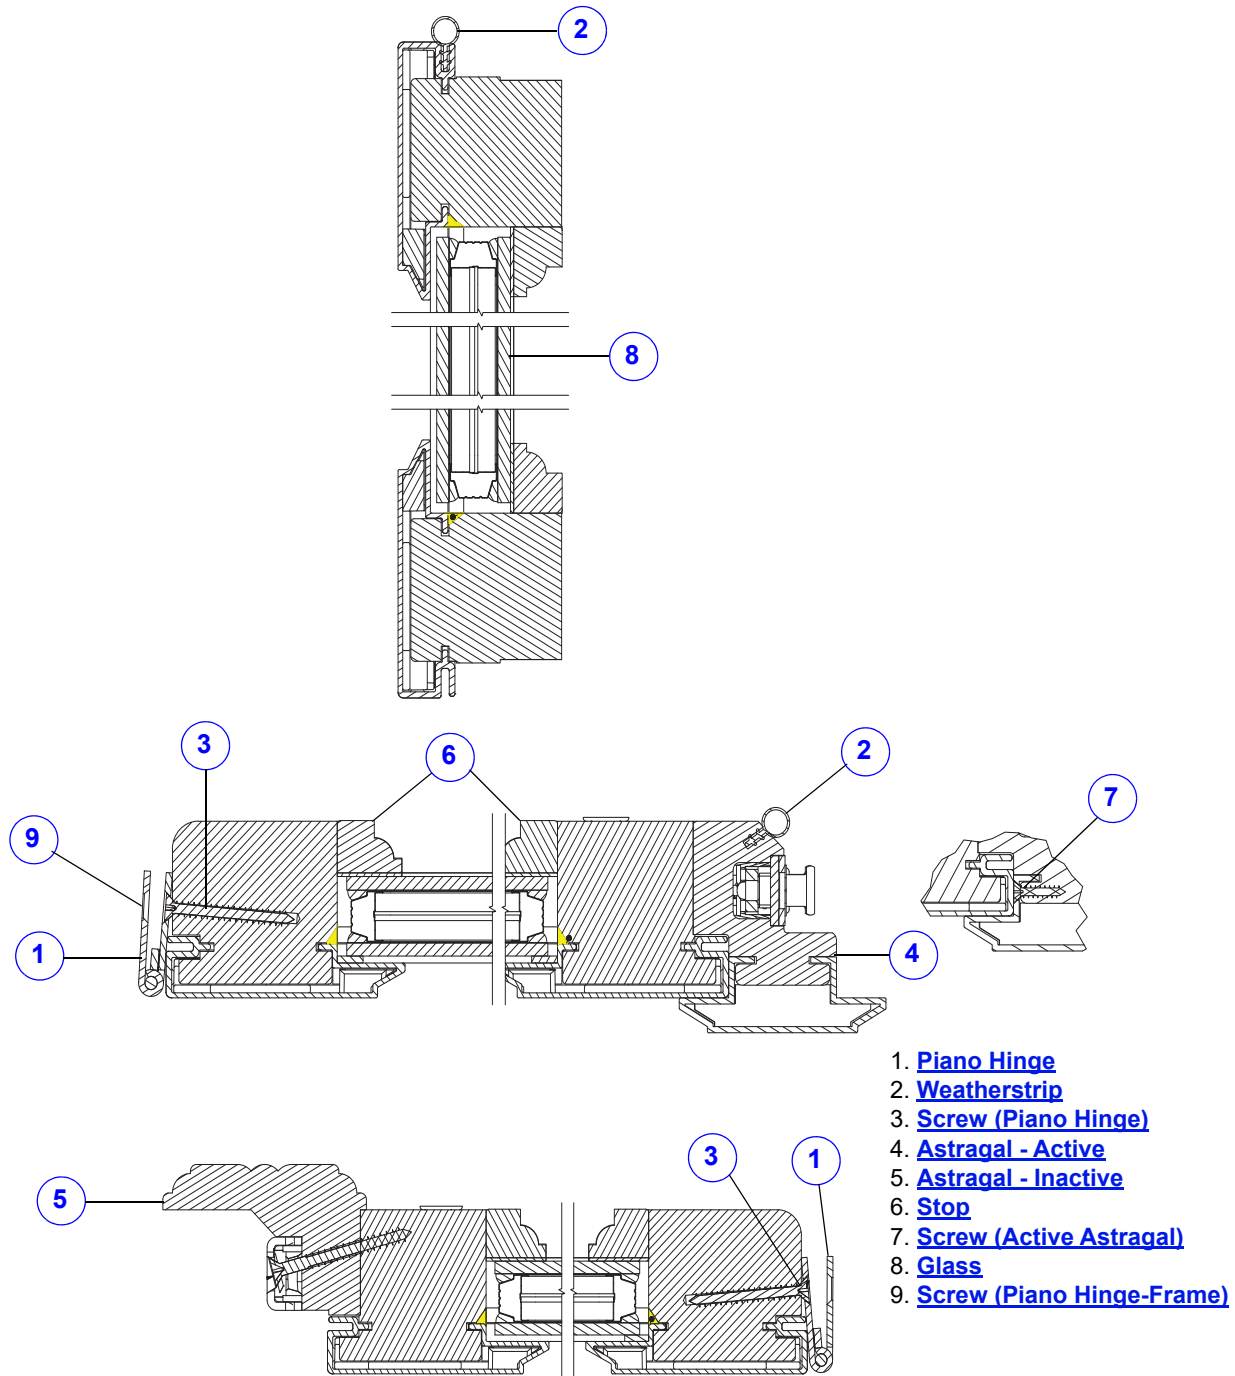 2
8
3
6
2
9
7
1
4
1. Piano Hinge
2. Weatherstrip
3. Screw (Piano Hinge)
4. Astragal - Active
5. Astragal - Inactive
6. Stop
7. Screw (Active Astragal)
8. Glass
9. Screw (Piano Hinge-Frame)
3
1
5